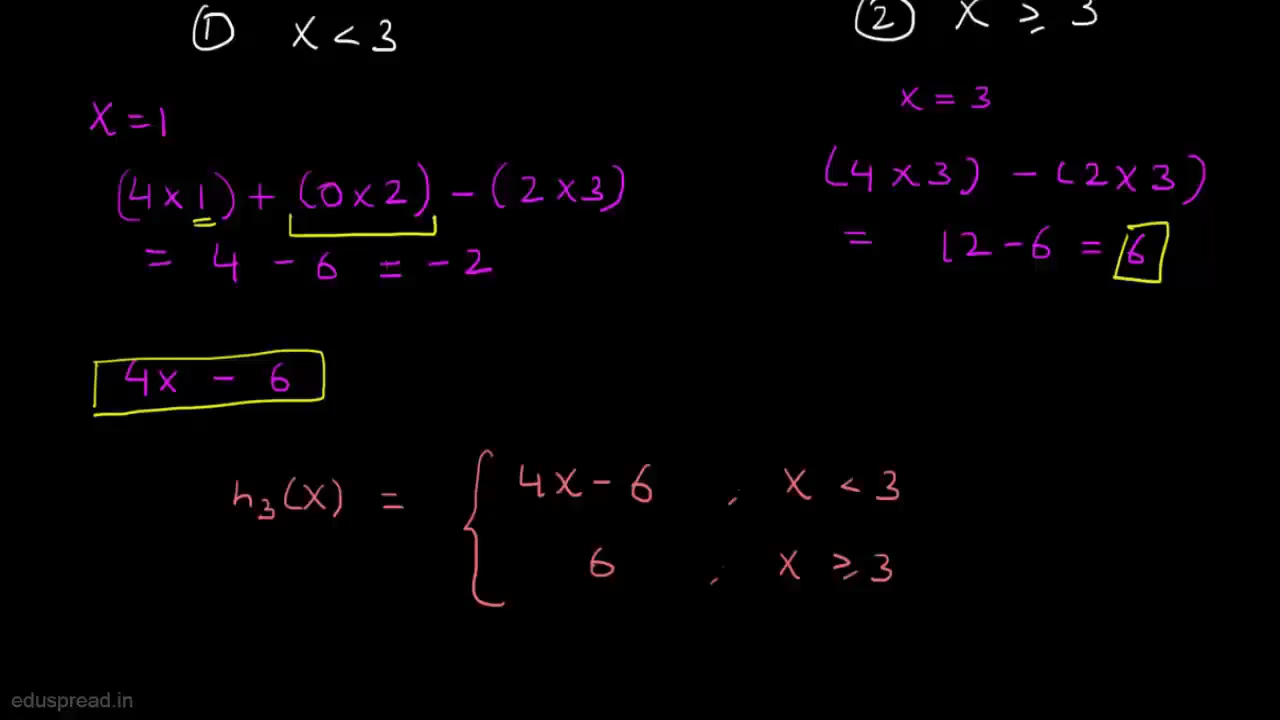 ① X < 3
② X ≥ 3
X = 1
(4 x 1) + (0 x 2) - (2 x 3)
= 4 - 6 = -2
x = 3
(4 x 3) - (2 x 3)
= 12 - 6 = 6
4x - 6
h₃(X) = { 4X - 6 , X < 3
6 , X ≥ 3
eduspread.in